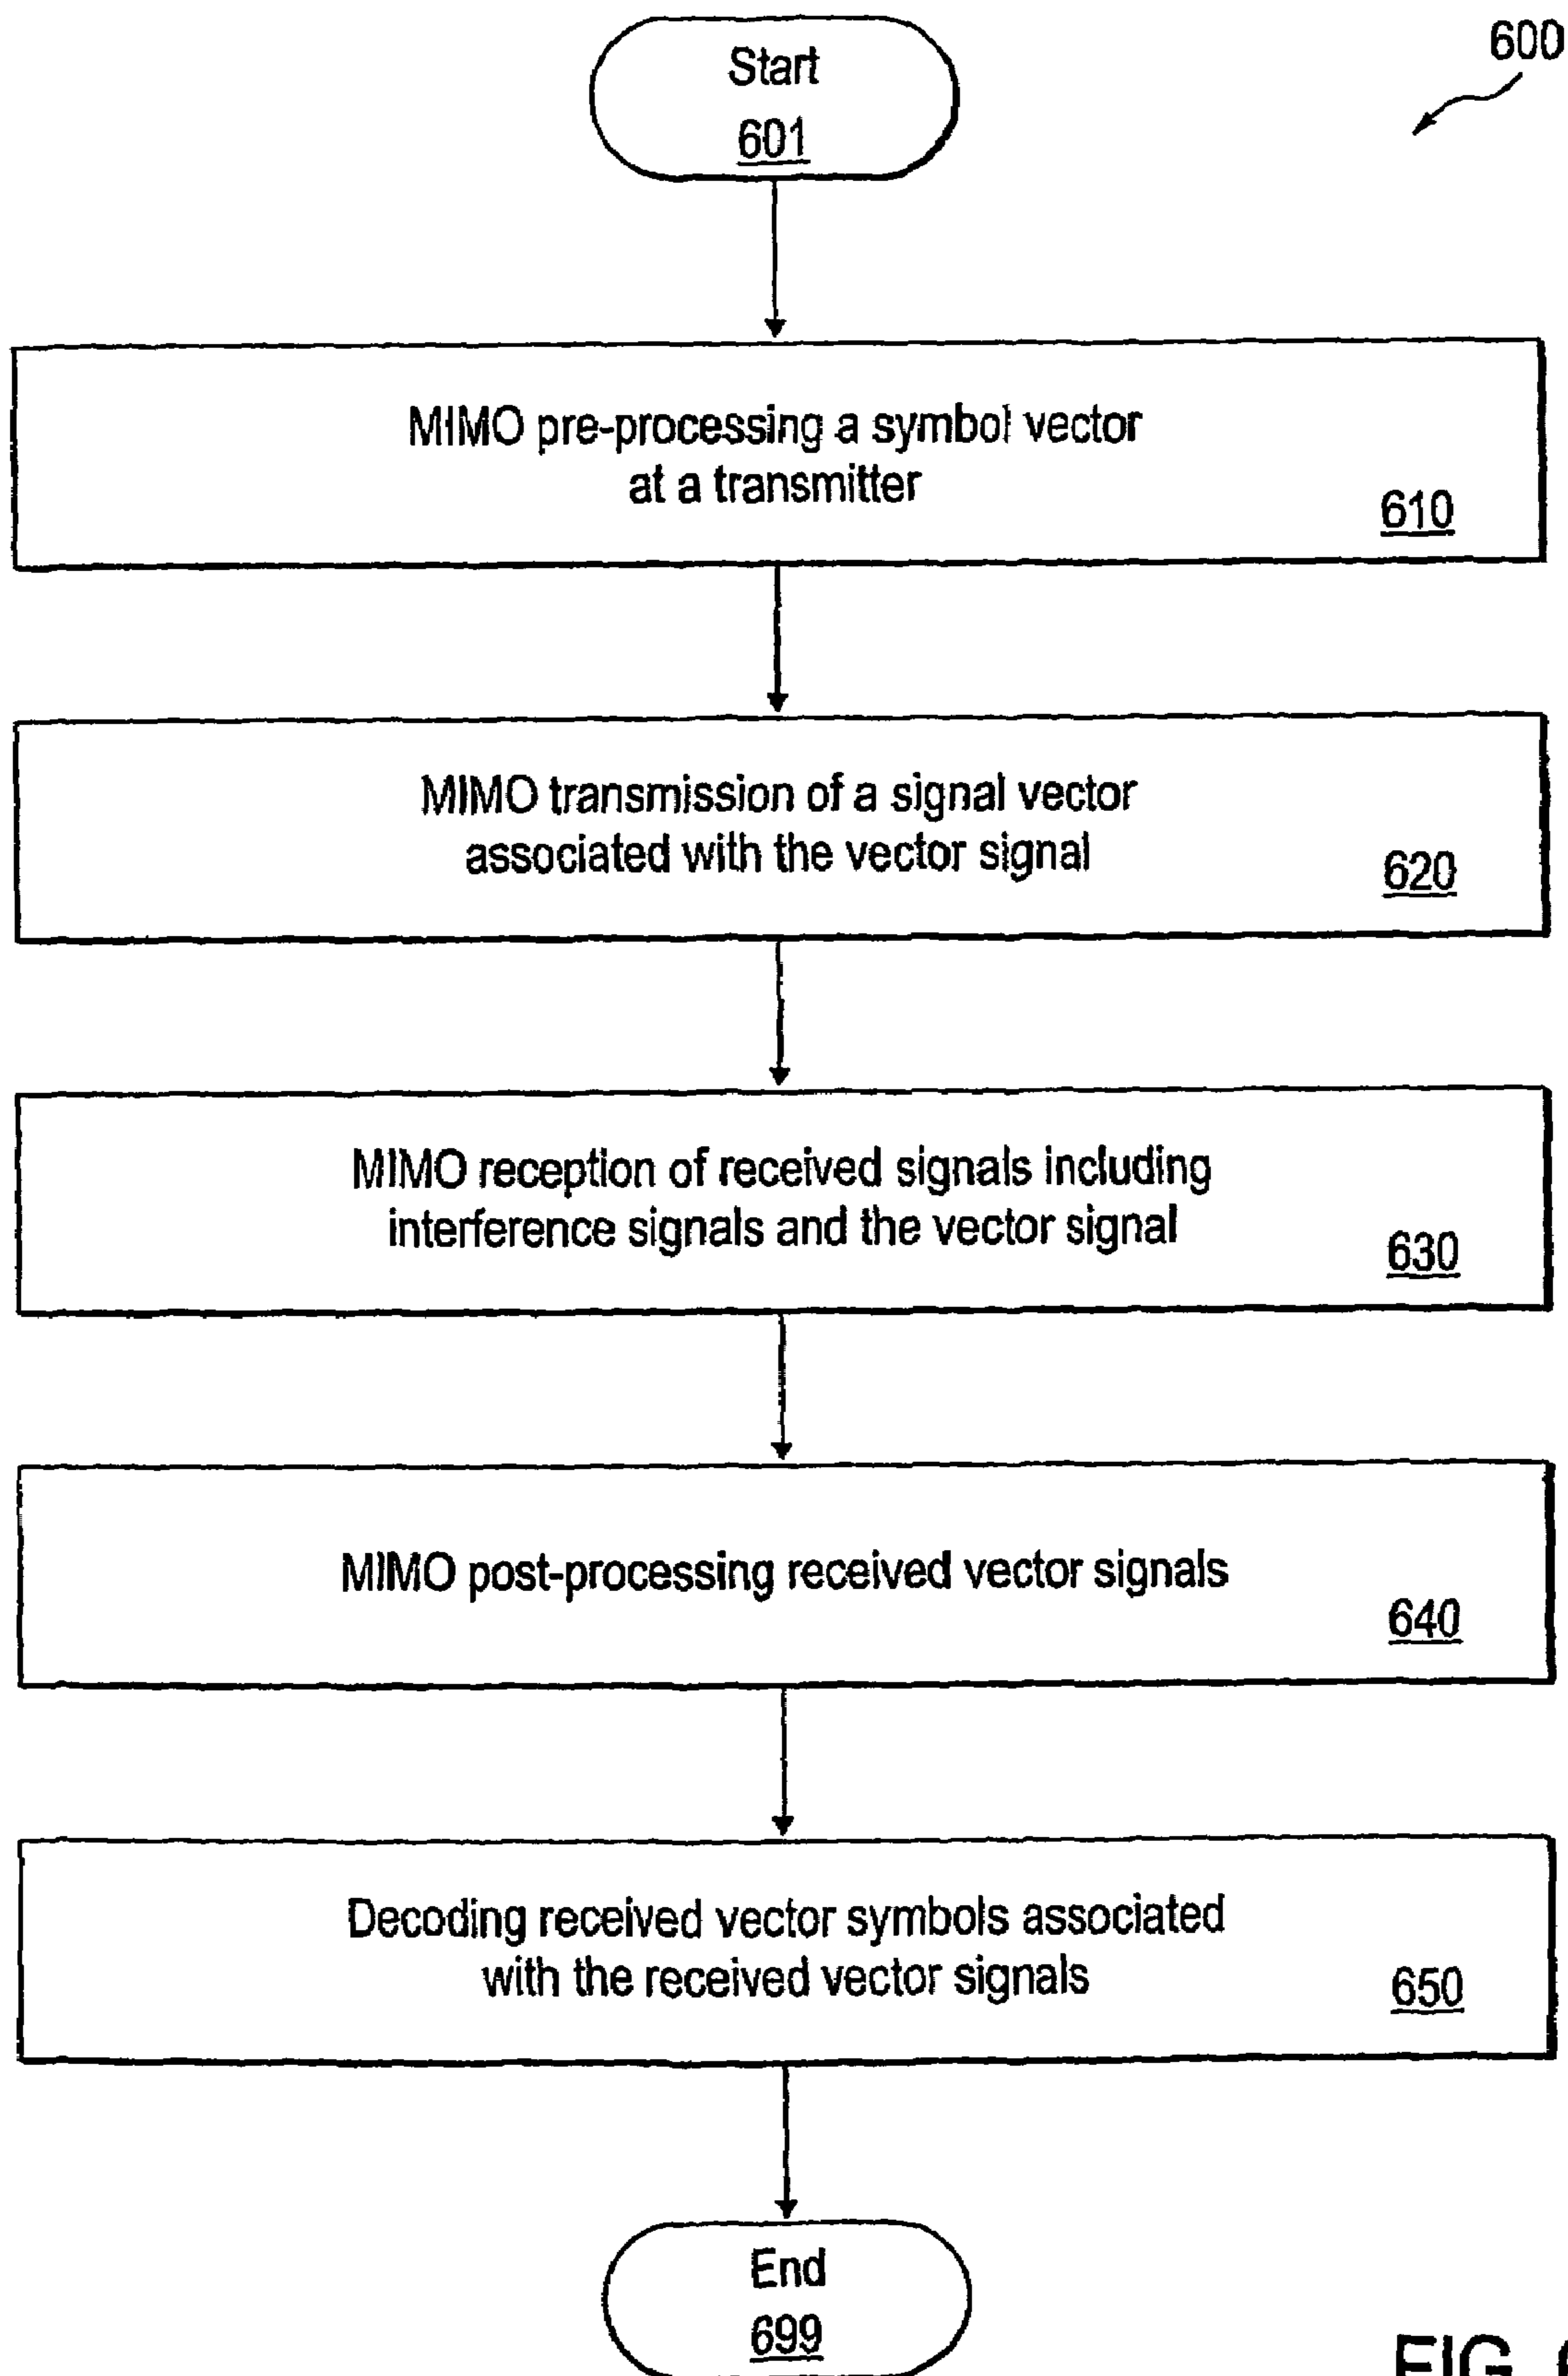 600
Start
601
MIMO pre-processing a symbol vector
at a transmitter
610
MIMO transmission of a signal vector
associated with the vector signal
620
MIMO reception of received signals including
interference signals and the vector signal
630
MIMO post-processing received vector signals
640
Decoding received vector symbols associated
with the received vector signals
650
End
699
FIG.